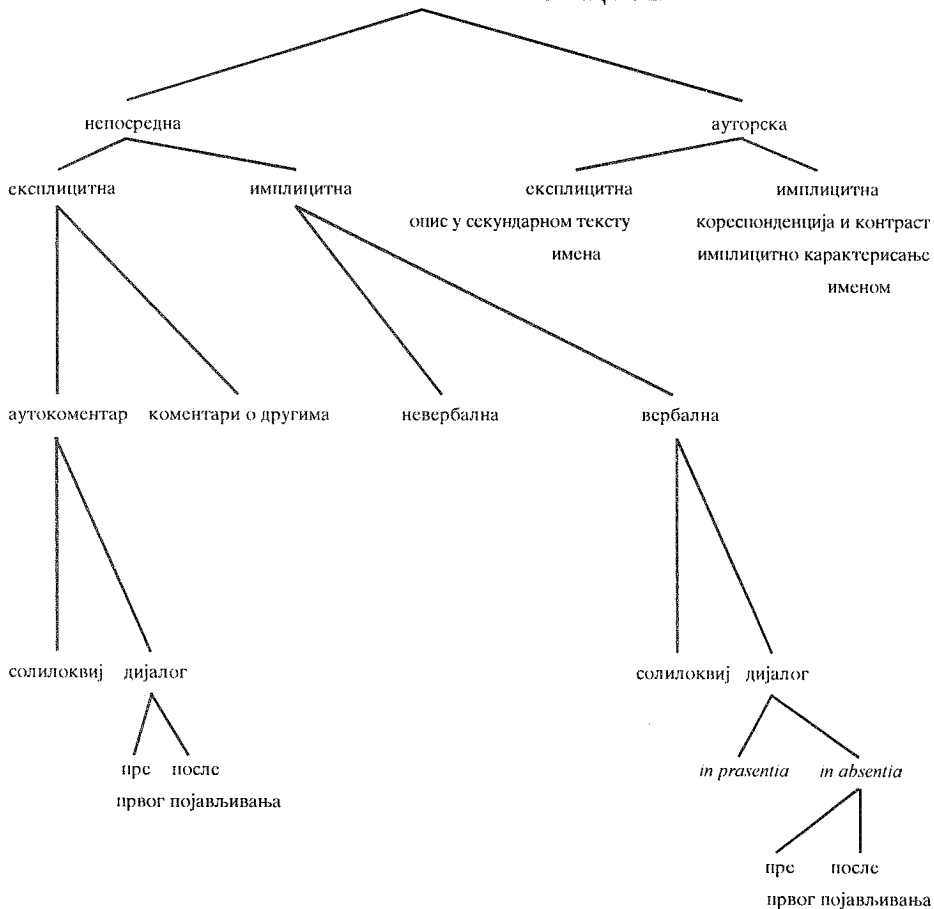 непосредна ауторска
експлицитна имплицитна експлицитна имплицитна
опис у секундарном тексту кореспонденција и контраст
имена имплицитно карактерисање
именом
аутокоментар коментари о другима невербална вербална
солилоквиј дијалог солилоквиј дијалог
пре после in prasentia in absentia
првог појављивања
пре после
првог појављивања